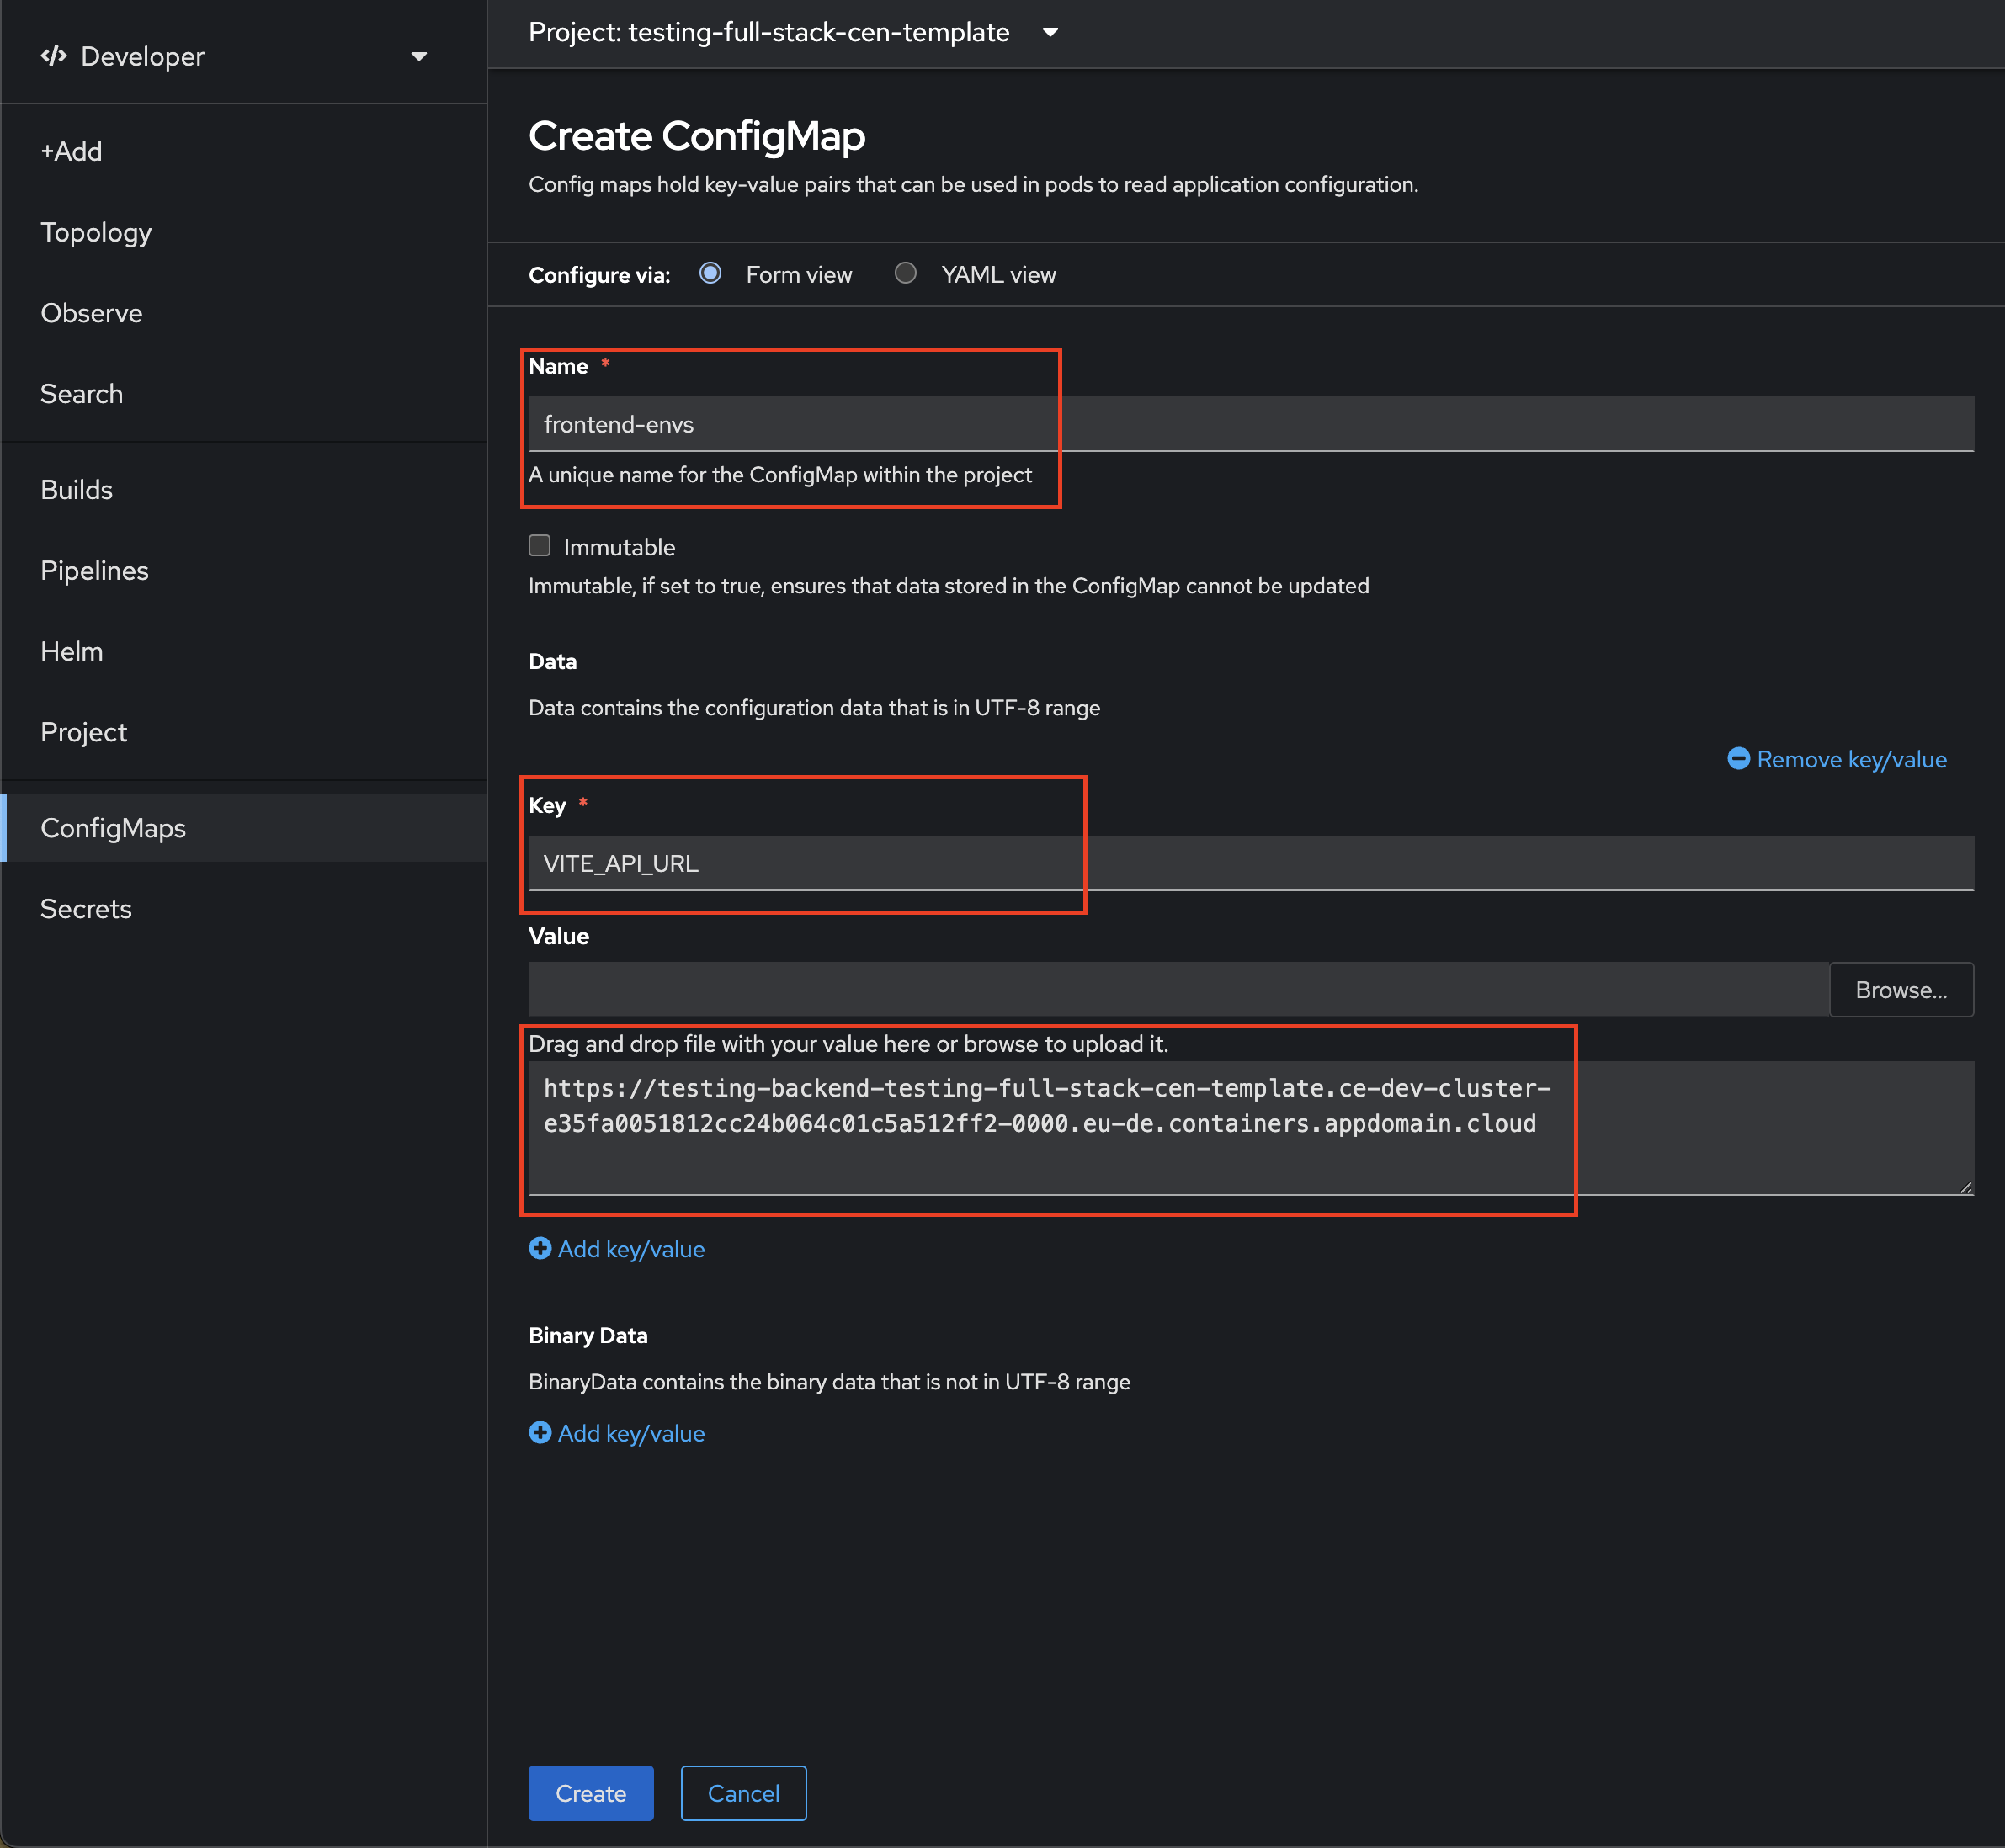 Developer
+Add
Topology
Observe
Search
Builds
Pipelines
Helm
Project
ConfigMaps
Secrets
Project: testing-full-stack-cen-template
Create ConfigMap
Config maps hold key-value pairs that can be used in pods to read application configuration.
Configure via: Form view YAML view
Name *
frontend-envs
A unique name for the ConfigMap within the project
Immutable
Immutable, if set to true, ensures that data stored in the ConfigMap cannot be updated
Data
Data contains the configuration data that is in UTF-8 range
Remove key/value
Key *
VITE_API_URL
Value
Browse...
Drag and drop file with your value here or browse to upload it.
https://testing-backend-testing-full-stack-cen-template.ce-dev-cluster-
e35fa0051812cc24b064c01c5a512ff2-0000.eu-de.containers.appdomain.cloud
Add key/value
Binary Data
BinaryData contains the binary data that is not in UTF-8 range
Add key/value
Create Cancel